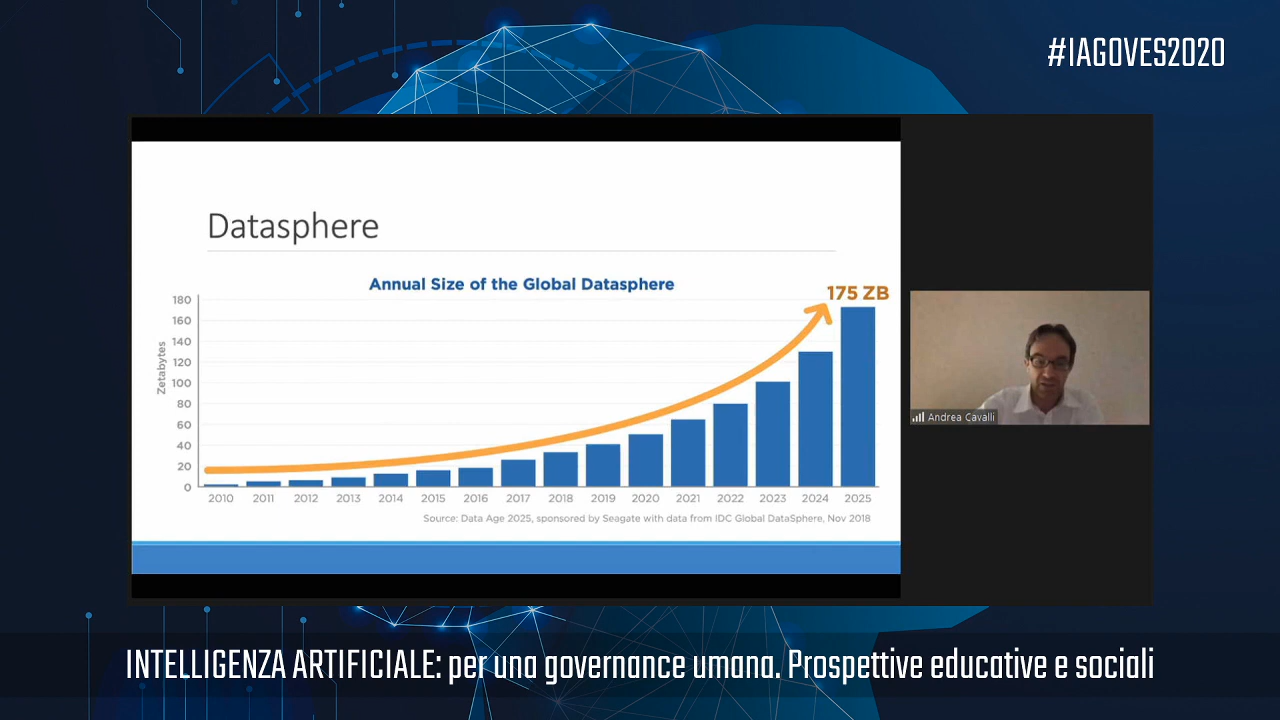 #IAGOVES2020
Datasphere
Annual Size of the Global Datasphere
175 ZB
Zetabytes
180
160
140
120
100
80
60
40
20
0
2010 2011 2012 2013 2014 2015 2016 2017 2018 2019 2020 2021 2022 2023 2024 2025
Source: Data Age 2025, sponsored by Seagate with data from IDC Global DataSphere, Nov 2018
Andrea Cavalli
INTELLIGENZA ARTIFICIALE: per una governance umana. Prospettive educative e sociali